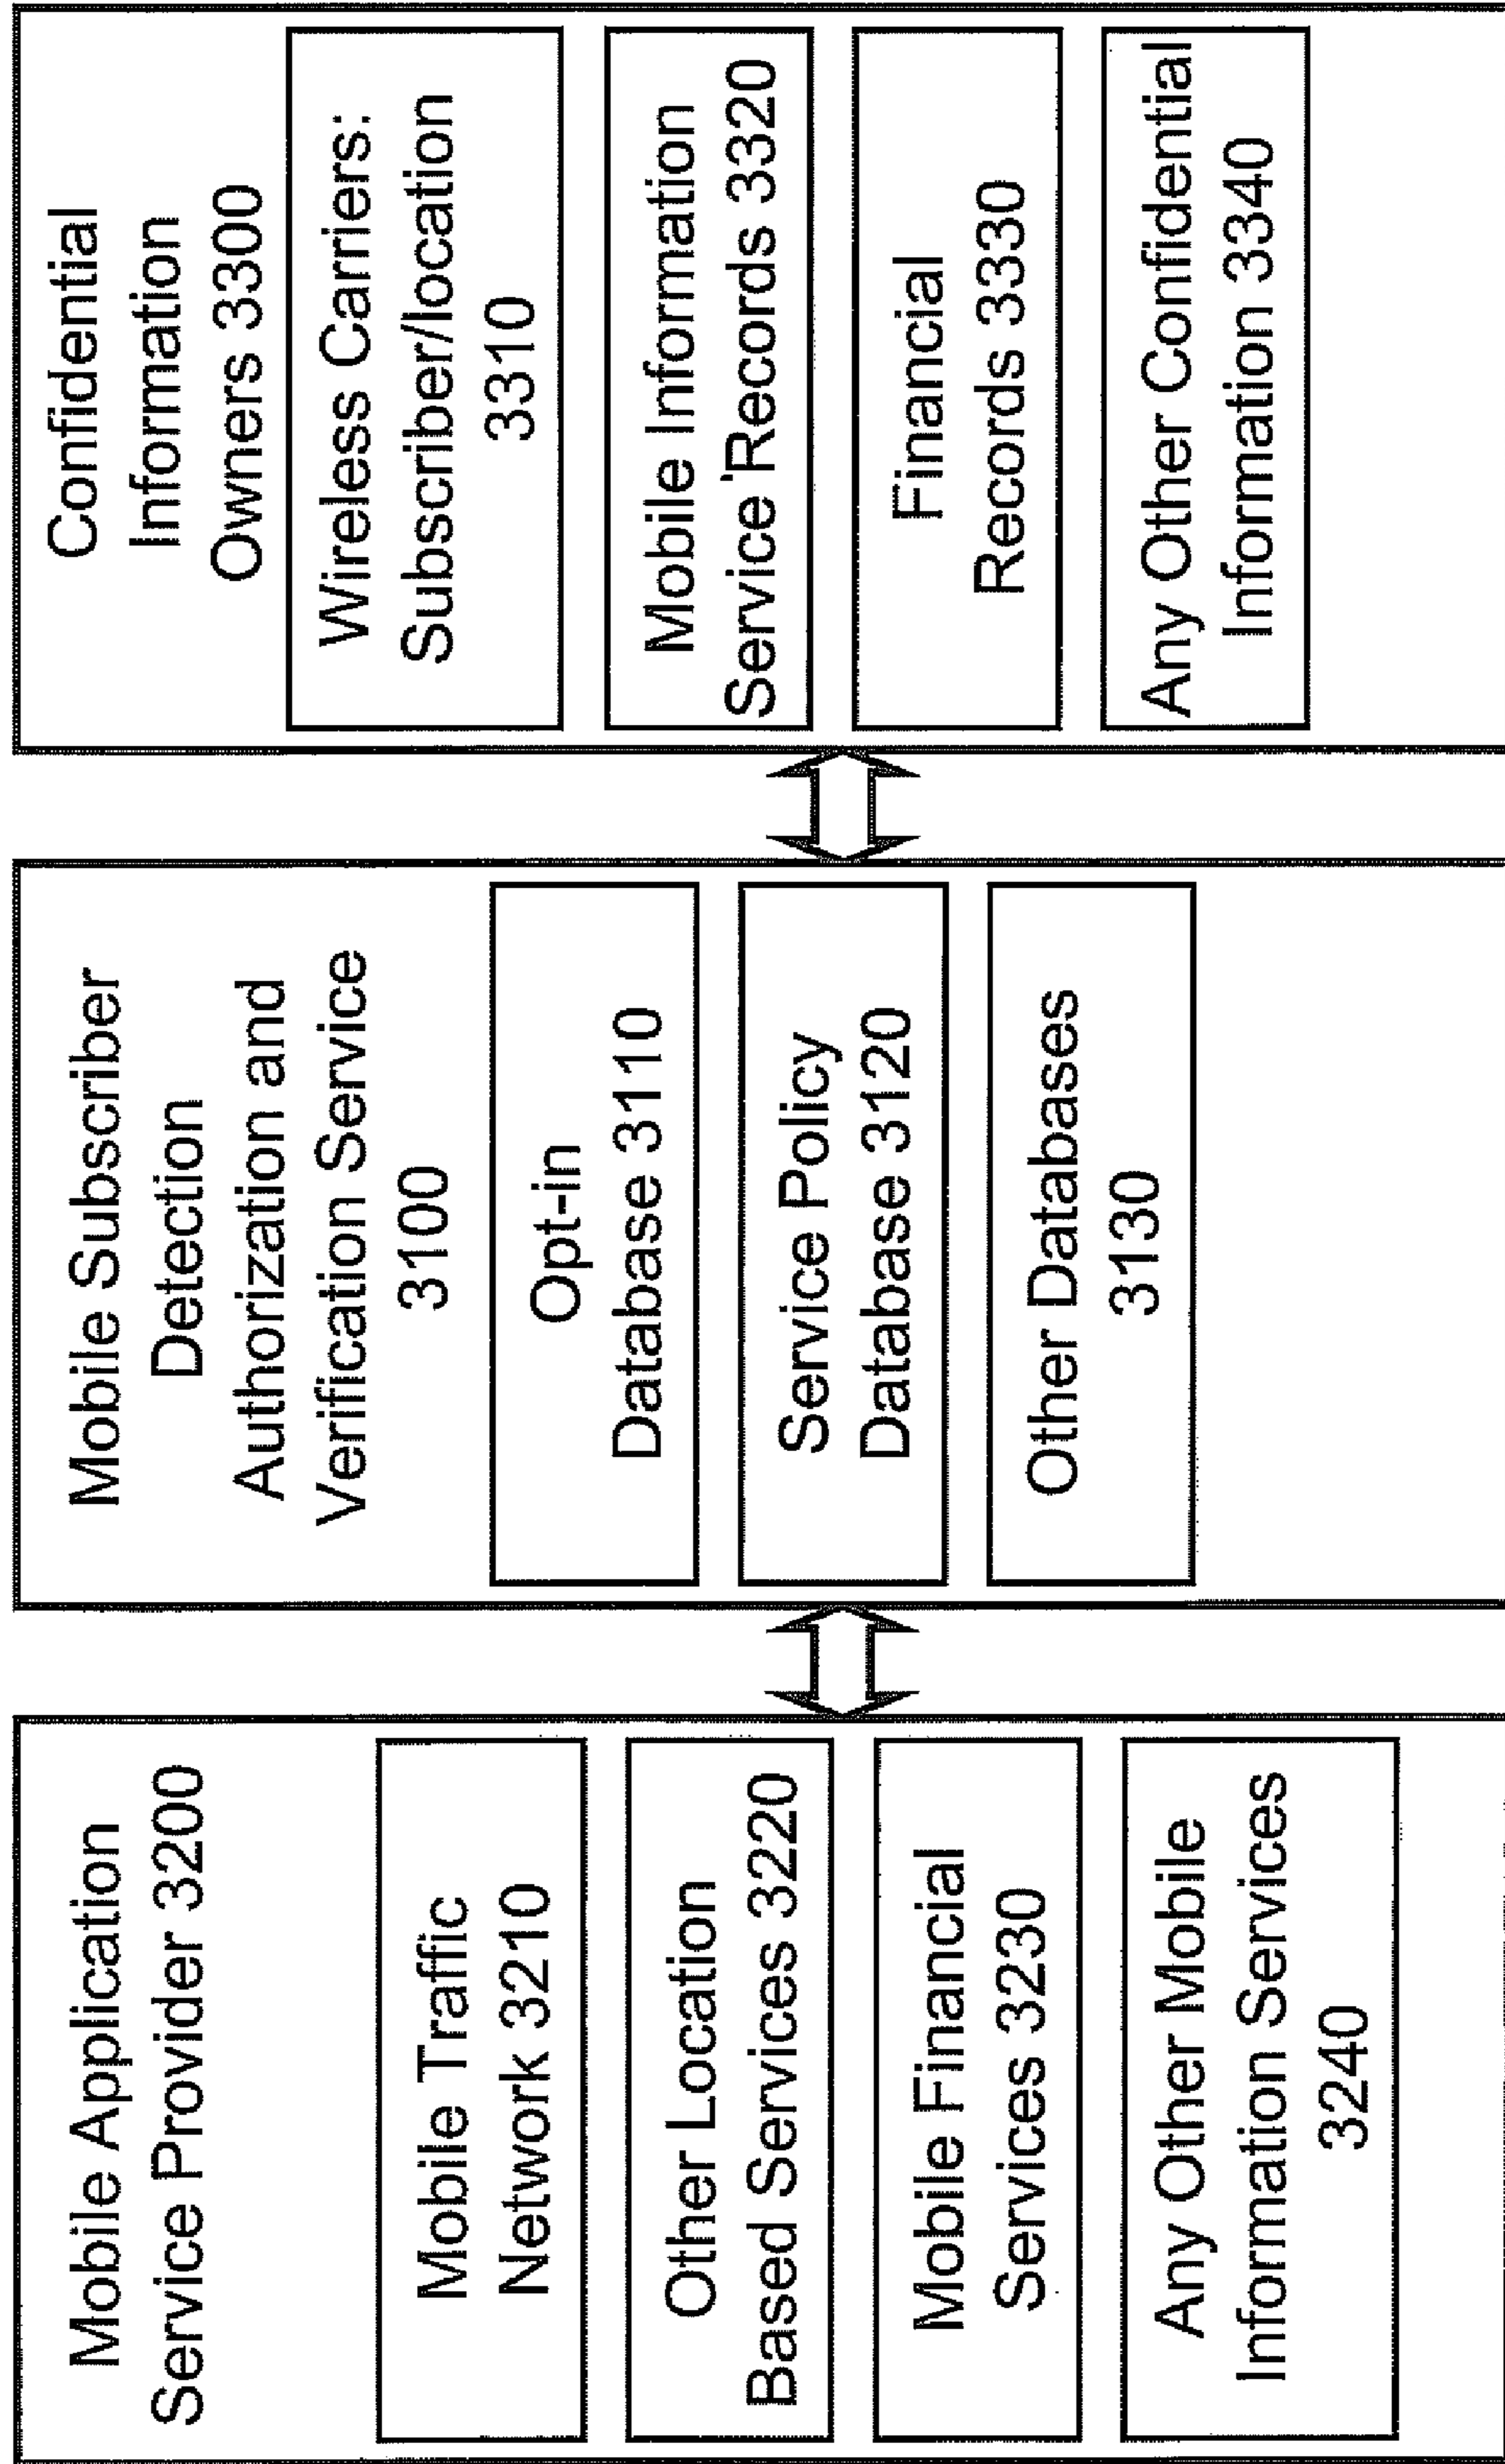 Mobile Application
Service Provider 3200
Mobile Traffic
Network 3210
Other Location
Based Services 3220
Mobile Financial
Services 3230
Any Other Mobile
Information Services
3240
Mobile Subscriber
Detection
Authorization and
Verification Service
3100
Opt-in
Database 3110
Service Policy
Database 3120
Other Databases
3130
Confidential
Information
Owners 3300
Wireless Carriers:
Subscriber/location
3310
Mobile Information
Service Records 3320
Financial
Records 3330
Any Other Confidential
Information 3340